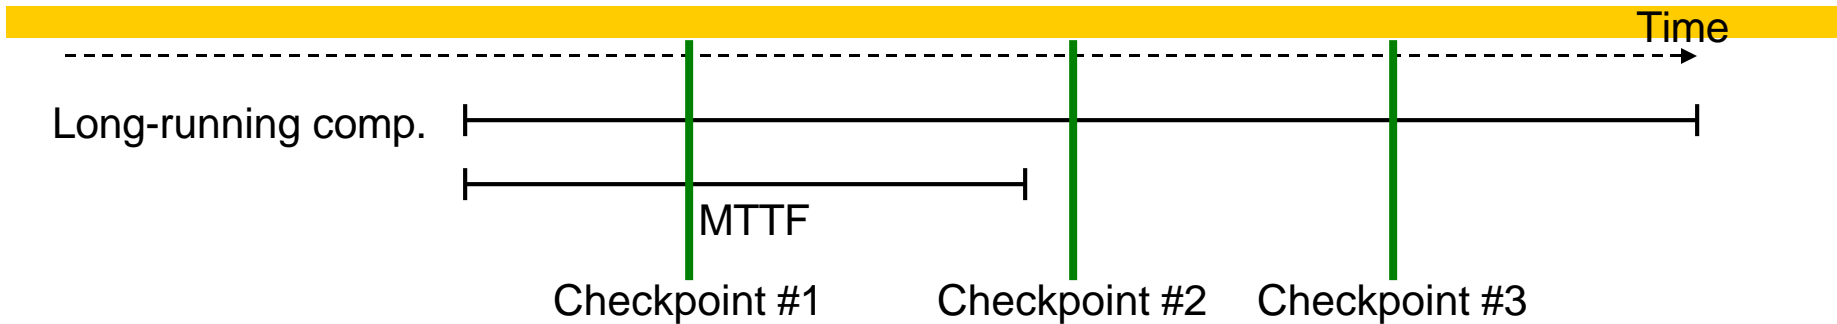 Time
Long-running comp.
MTTF
Checkpoint #1
Checkpoint #2
Checkpoint #3